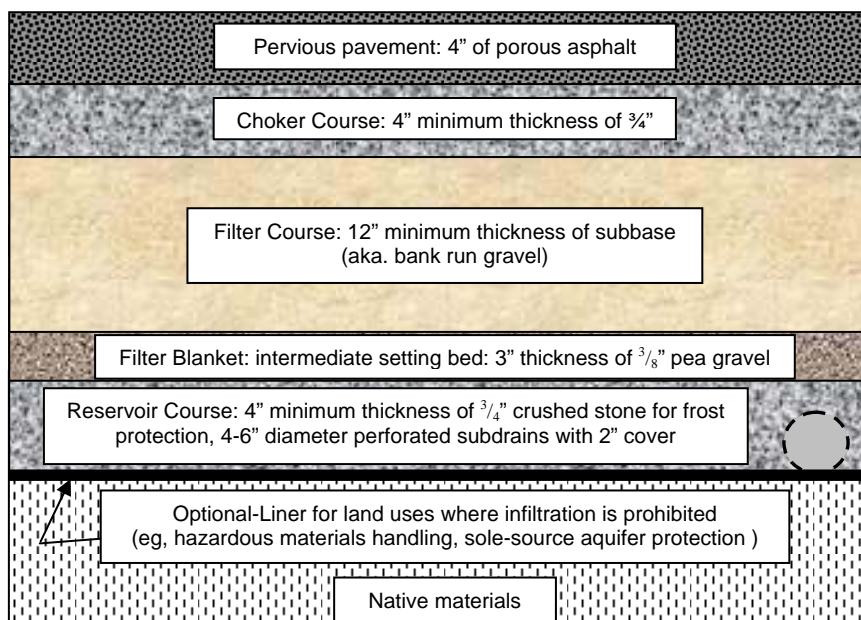 Pervious pavement: 4” of porous asphalt
Choker Course: 4” minimum thickness of ¾”
Filter Course: 12” minimum thickness of subbase
(aka. bank run gravel)
Filter Blanket: intermediate setting bed: 3” thickness of 3/8” pea gravel
Reservoir Course: 4” minimum thickness of 3/4” crushed stone for frost
protection, 4-6” diameter perforated subdrains with 2” cover
Optional-Liner for land uses where infiltration is prohibited
(eg, hazardous materials handling, sole-source aquifer protection )
Native materials